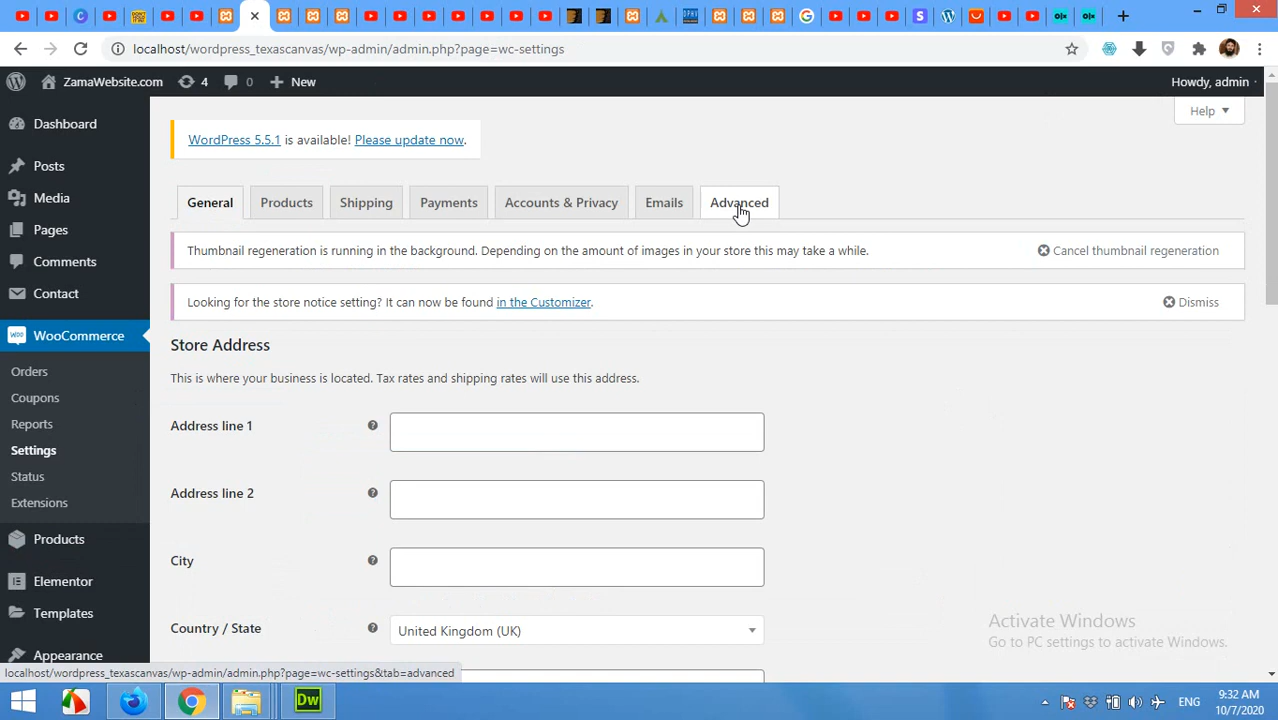 localhost/wordpress_texascanvas/wp-admin/admin.php?page=wc-settings
ZamaWebsite.com 4 0 New
Howdy, admin
Dashboard
Posts
Media
Pages
Comments
Contact
WooCommerce
Orders
Coupons
Reports
Settings
Status
Extensions
Products
Elementor
Templates
Appearance
Help
WordPress 5.5.1 is available! Please update now.
General Products Shipping Payments Accounts & Privacy Emails Advanced
Thumbnail regeneration is running in the background. Depending on the amount of images in your store this may take a while. Cancel thumbnail regeneration
Looking for the store notice setting? It can now be found in the Customizer. Dismiss
Store Address
This is where your business is located. Tax rates and shipping rates will use this address.
Address line 1
Address line 2
City
Country / State United Kingdom (UK)
Activate Windows
Go to PC settings to activate Windows.
localhost/wordpress_texascanvas/wp-admin/admin.php?page=wc-settings&tab=advanced
Dw
ENG
9:32 AM
10/7/2020